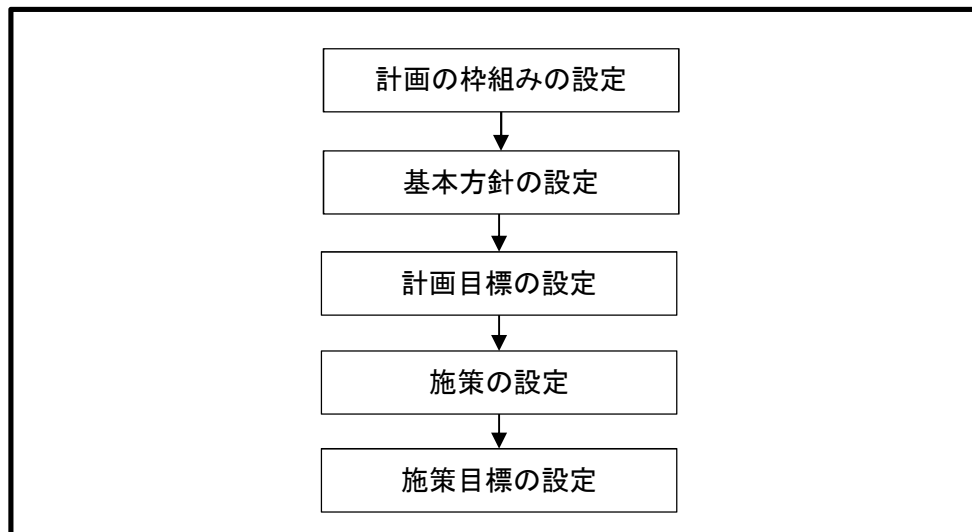 計画の枠組みの設定
基本方針の設定
計画目標の設定
施策の設定
施策目標の設定